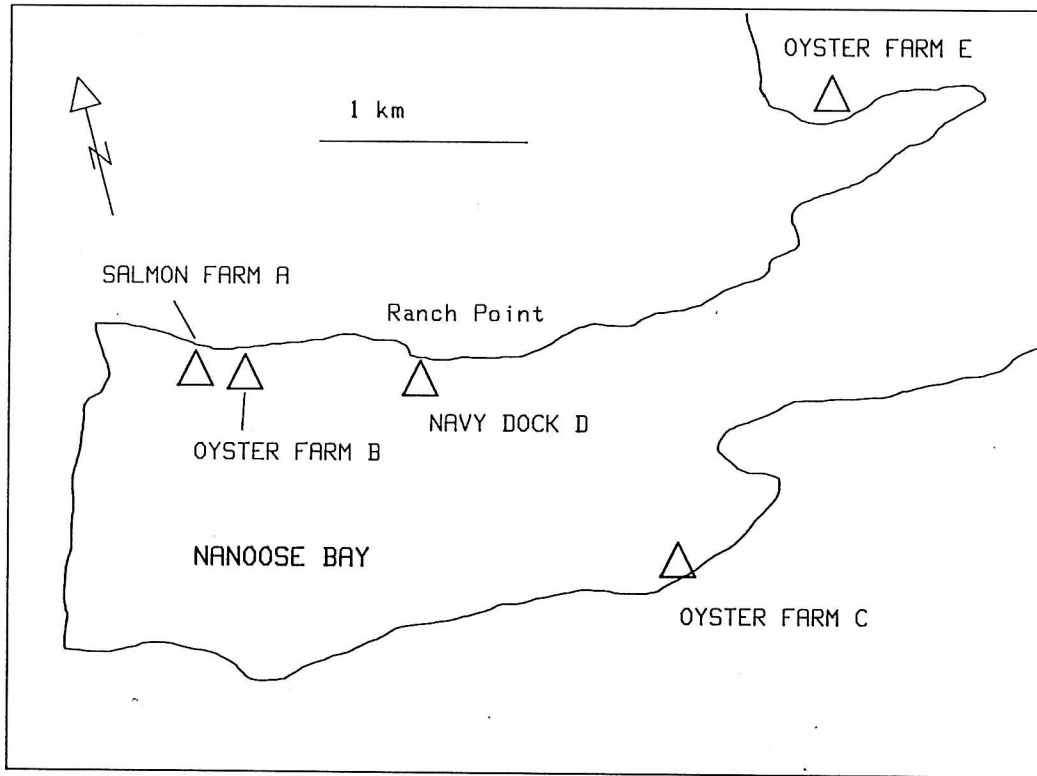 OYSTER FARM E
1 km
N
SALMON FARM A
Ranch Point
NAVY DOCK D
OYSTER FARM B
NANOOSE BAY
OYSTER FARM C